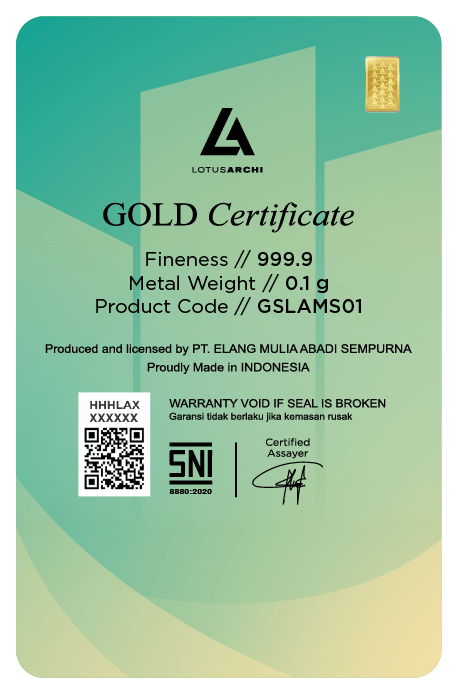 LOTUSARCHI
GOLD Certificate
Fineness // 999.9
Metal Weight // 0.1 g
Product Code // GSLAMS01
Produced and licensed by PT. ELANG MULIA ABADI SEMPURNA
Proudly Made in INDONESIA
HHHLAX
XXXXXX
WARRANTY VOID IF SEAL IS BROKEN
Garansi tidak berlaku jika kemasan rusak
SNI
8880:2020
Certified
Assayer